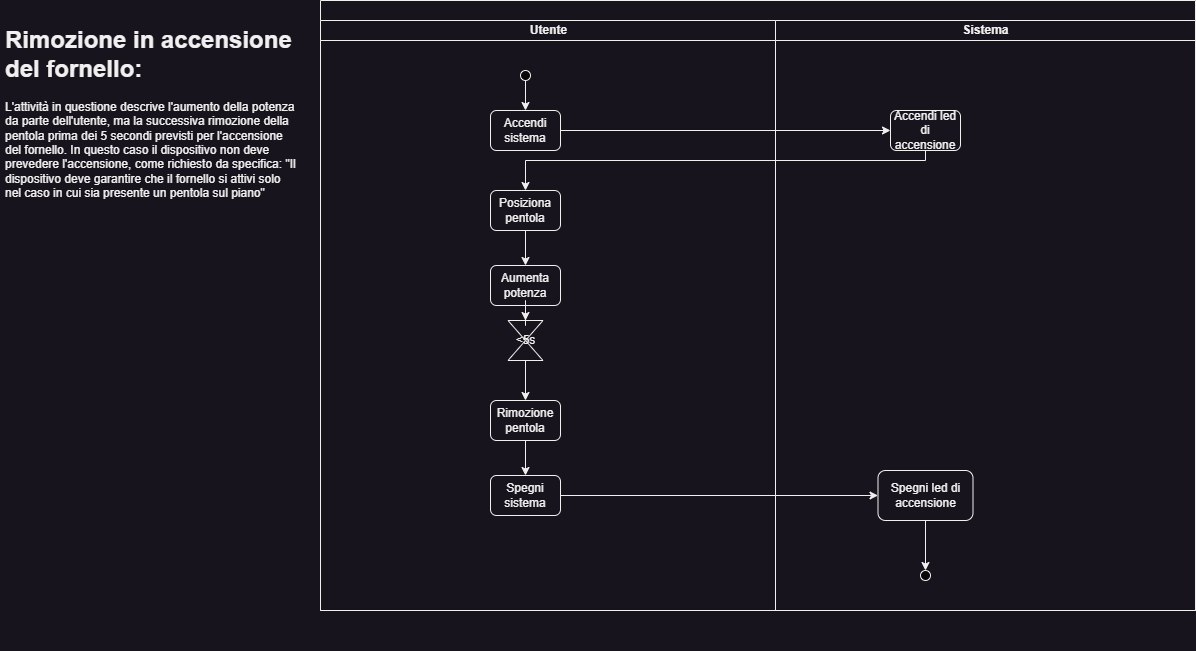 Rimozione in accensione
del fornello:
L'attività in questione descrive l'aumento della potenza
da parte dell'utente, ma la successiva rimozione della
pentola prima dei 5 secondi previsti per l'accensione
del fornello. In questo caso il dispositivo non deve
prevedere l'accensione, come richiesto da specifica: "Il
dispositivo deve garantire che il fornello si attivi solo
nel caso in cui sia presente un pentola sul piano"
Utente
Sistema
Accendi
sistema
Accendi led
di
accensione
Posiziona
pentola
Aumenta
potenza
<5s
Rimozione
pentola
Spegni
sistema
Spegni led di
accensione